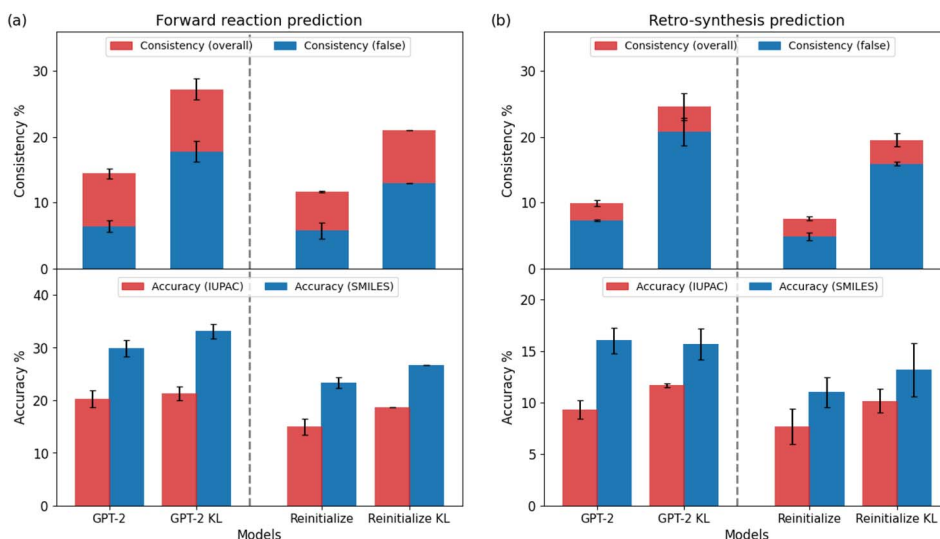 (a)
Forward reaction prediction
Consistency (overall)
Consistency (false)
Consistency %
30
20
10
0
Accuracy (IUPAC)
Accuracy (SMILES)
Accuracy %
40
30
20
10
0
GPT-2
GPT-2 KL
Reinitialize
Reinitialize KL
Models
(b)
Retro-synthesis prediction
Consistency (overall)
Consistency (false)
Consistency %
30
20
10
0
Accuracy (IUPAC)
Accuracy (SMILES)
Accuracy %
20
15
10
5
0
GPT-2
GPT-2 KL
Reinitialize
Reinitialize KL
Models